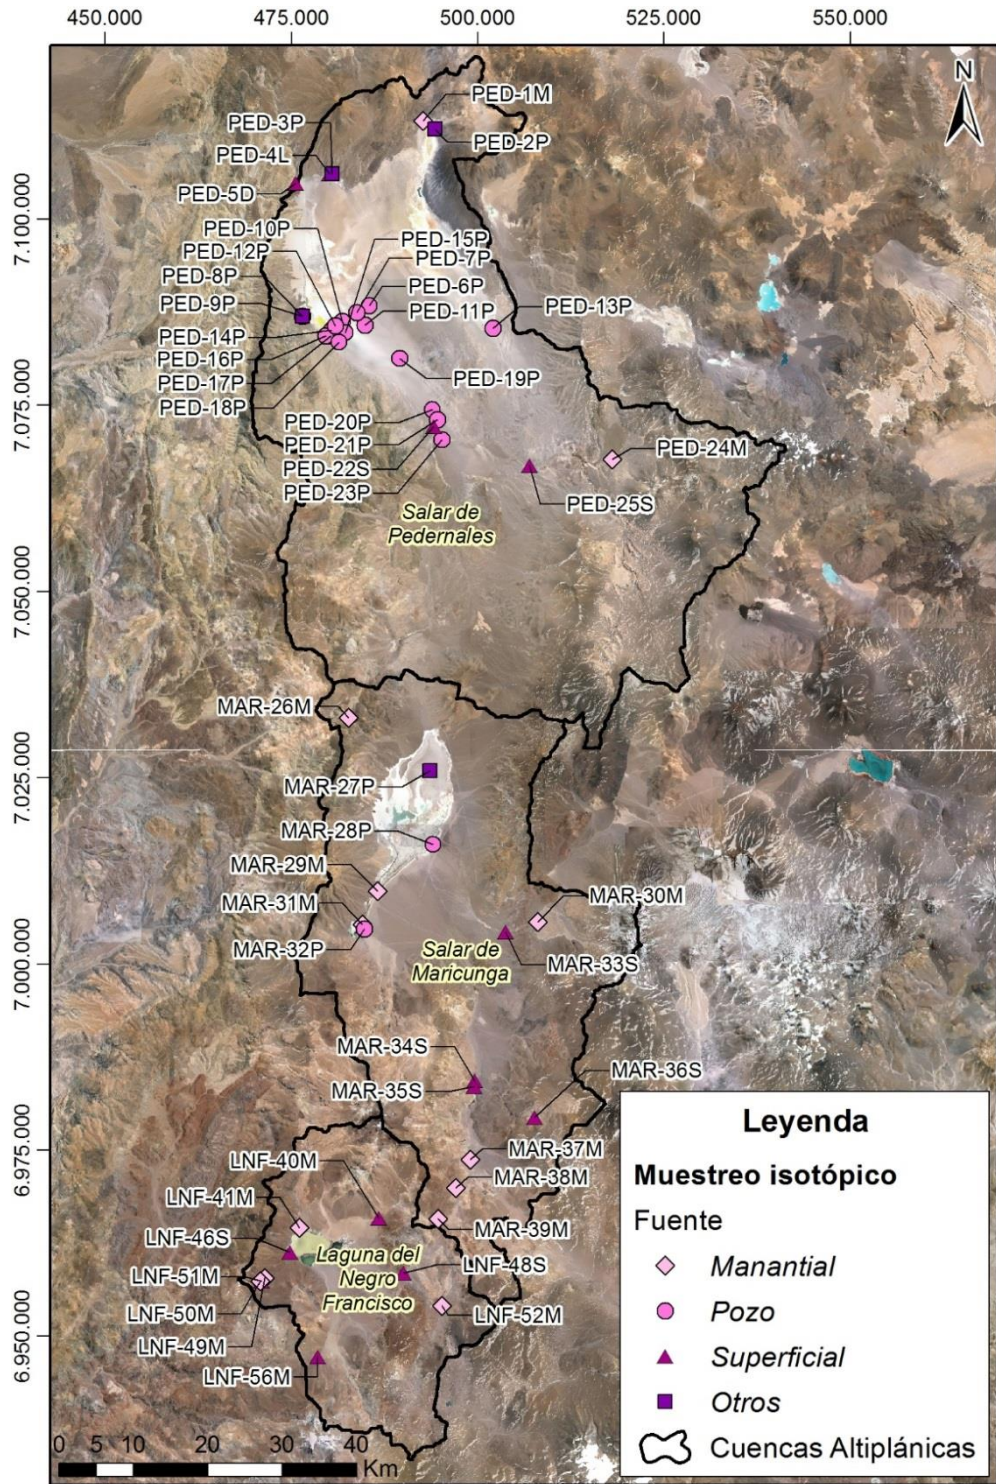 450.000 475.000 500.000 525.000 550.000
N
7.100.000
7.075.000
7.050.000
7.025.000
7.000.000
6.975.000
6.950.000
PED-1M
PED-3P
PED-2P
PED-4L
PED-5D
PED-10P
PED-15P
PED-12P
PED-7P
PED-8P
PED-6P
PED-9P
PED-13P
PED-11P
PED-14P
PED-16P
PED-17P
PED-19P
PED-18P
PED-20P
PED-21P
PED-24M
PED-22S
PED-23P
PED-25S
Salar de
Pedernales
MAR-26M
MAR-27P
MAR-28P
MAR-29M
MAR-30M
MAR-31M
MAR-32P
Salar de
Maricunga
MAR-33S
MAR-34S
MAR-36S
MAR-35S
MAR-37M
LNF-40M
MAR-38M
LNF-41M
MAR-39M
LNF-46S
Laguna del
Negro
Francisco
LNF-48S
LNF-51M
LNF-50M
LNF-52M
LNF-49M
LNF-56M
0 5 10 20 30 40
Km
Leyenda
Muestreo isotópico
Fuente
Manantial
Pozo
Superficial
Otros
Cuencas Altiplánicas